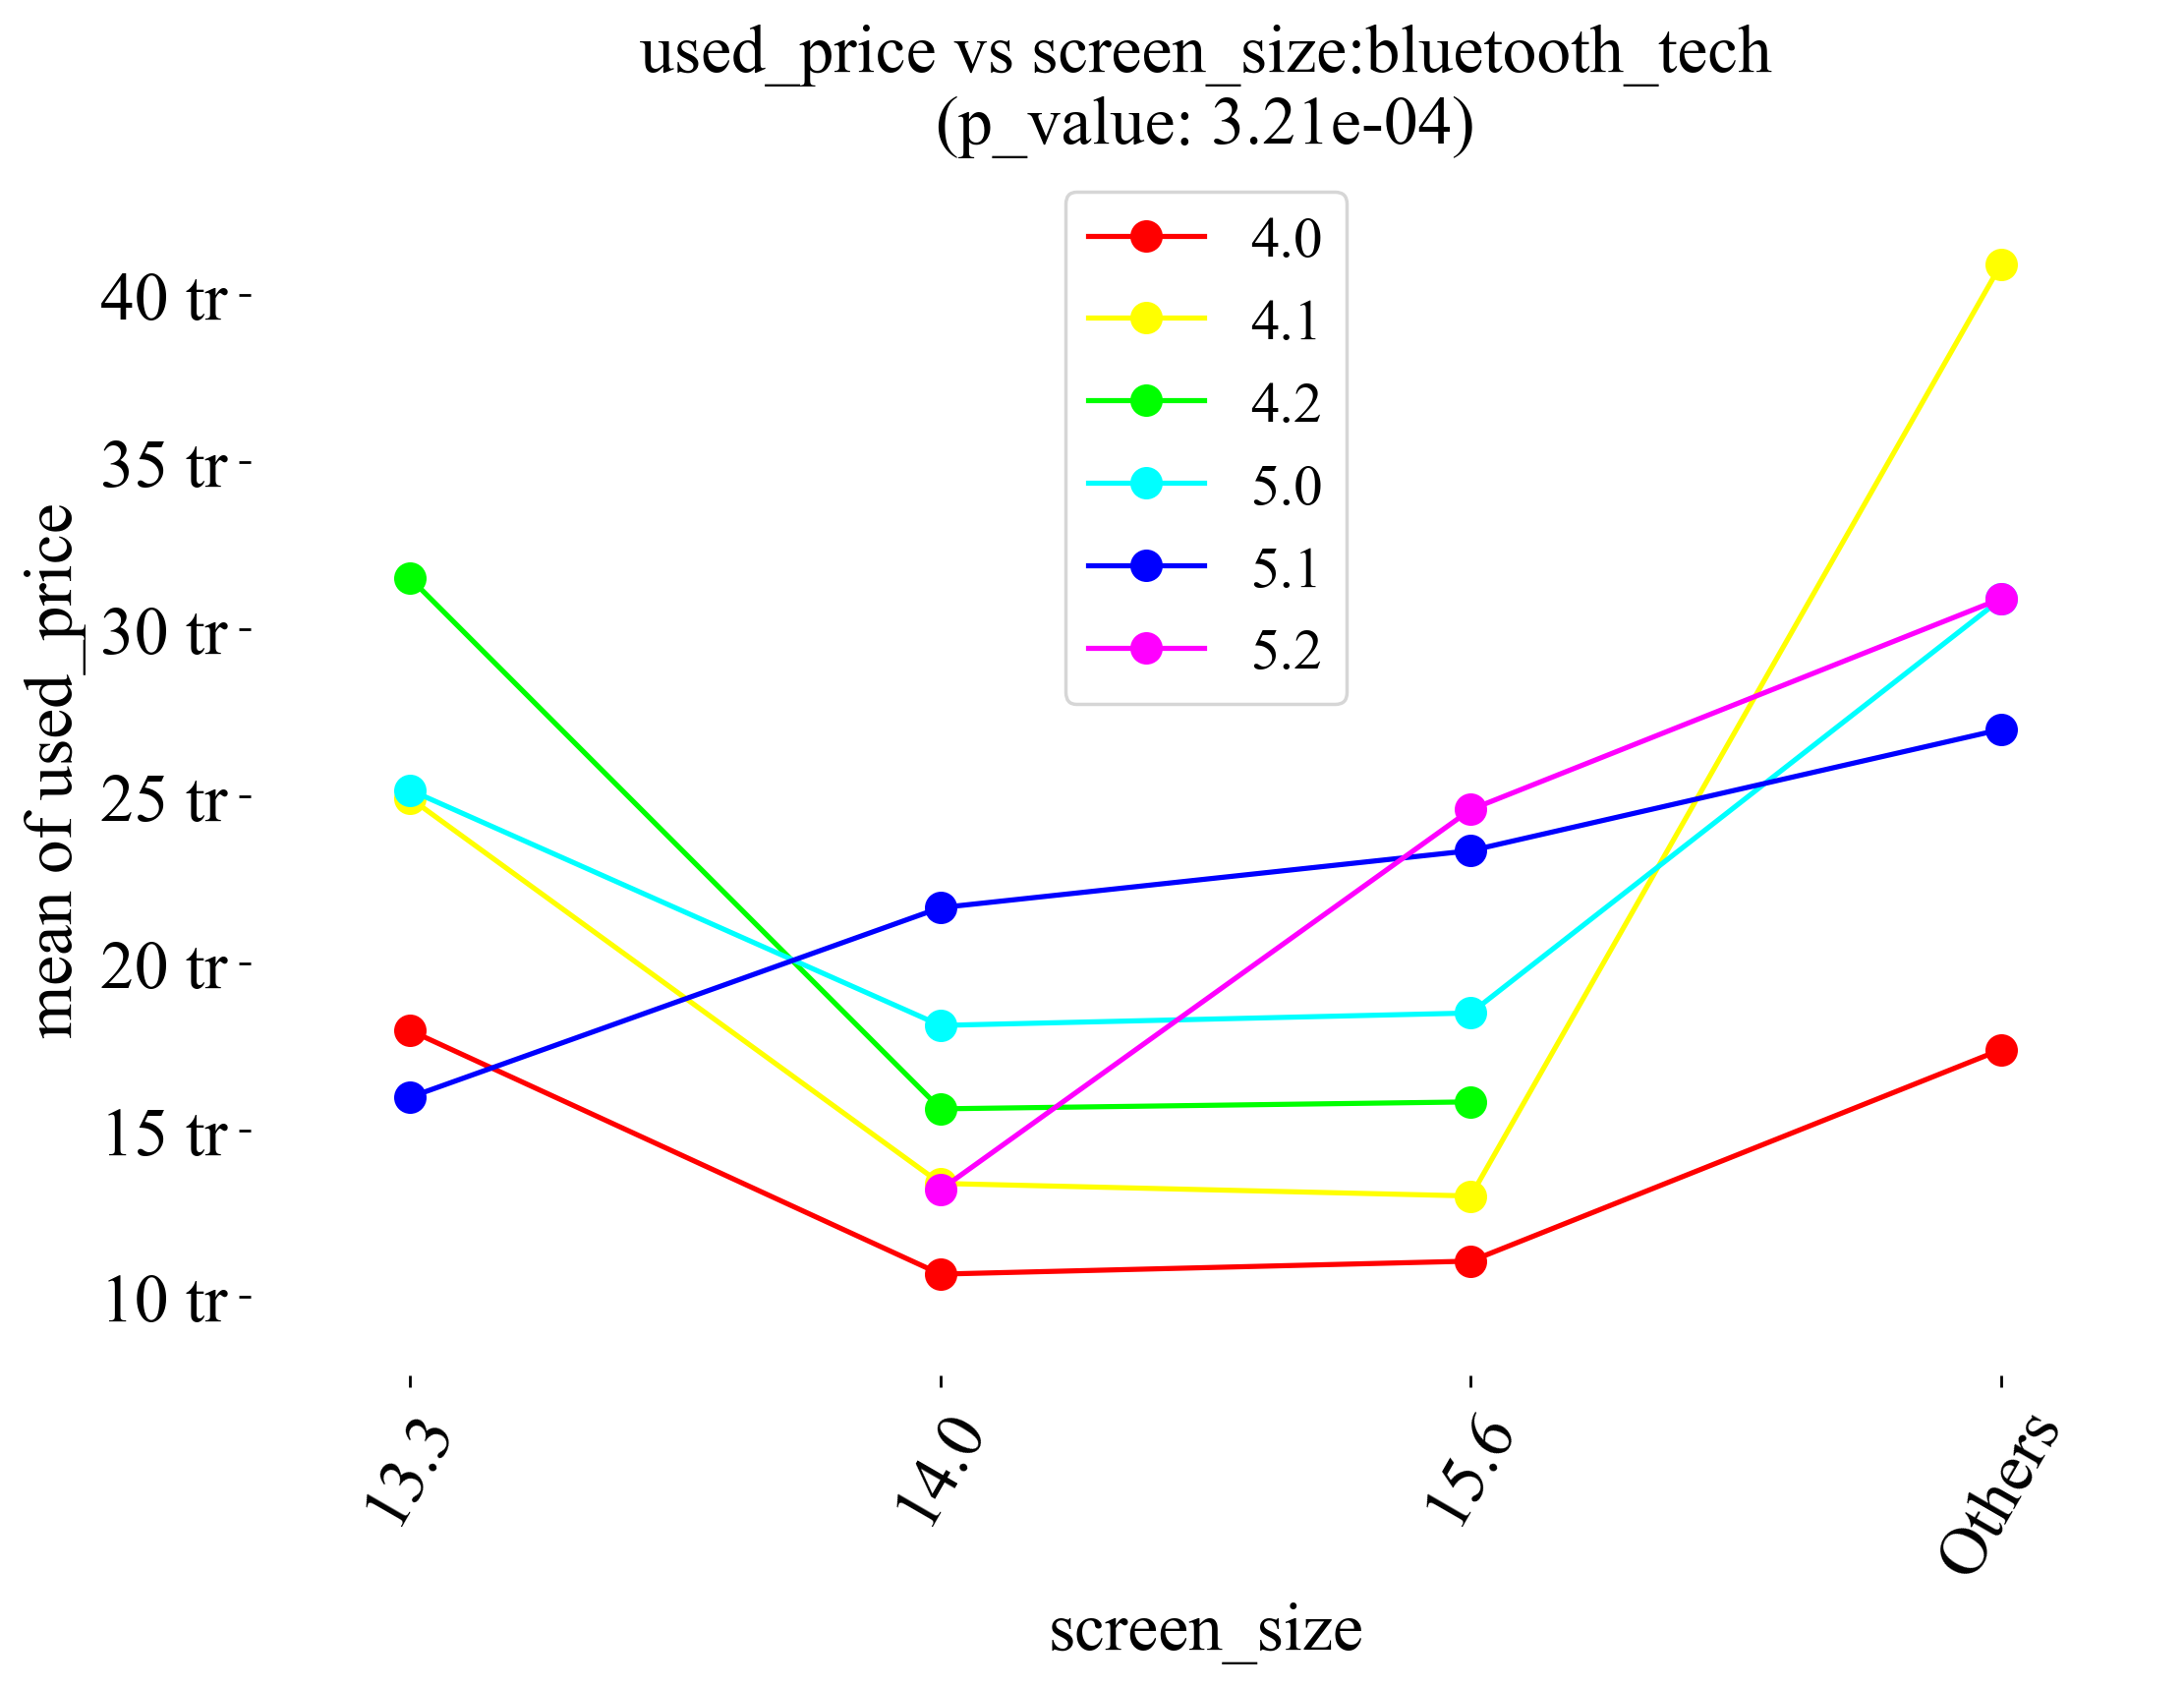 used_price vs screen_size:bluetooth_tech
(p_value: 3.21e-04)
4.0
4.1
4.2
5.0
5.1
5.2
mean of used_price
40 tr
35 tr
30 tr
25 tr
20 tr
15 tr
10 tr
13.3
14.0
15.6
Others
screen_size